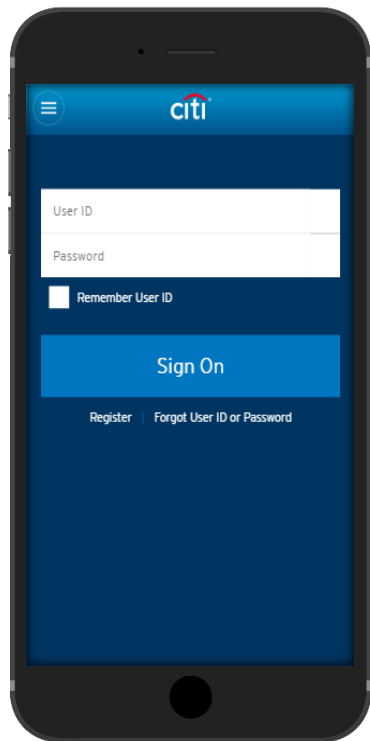 citi
User ID
Password
Remember User ID
Sign On
Register | Forgot User ID or Password